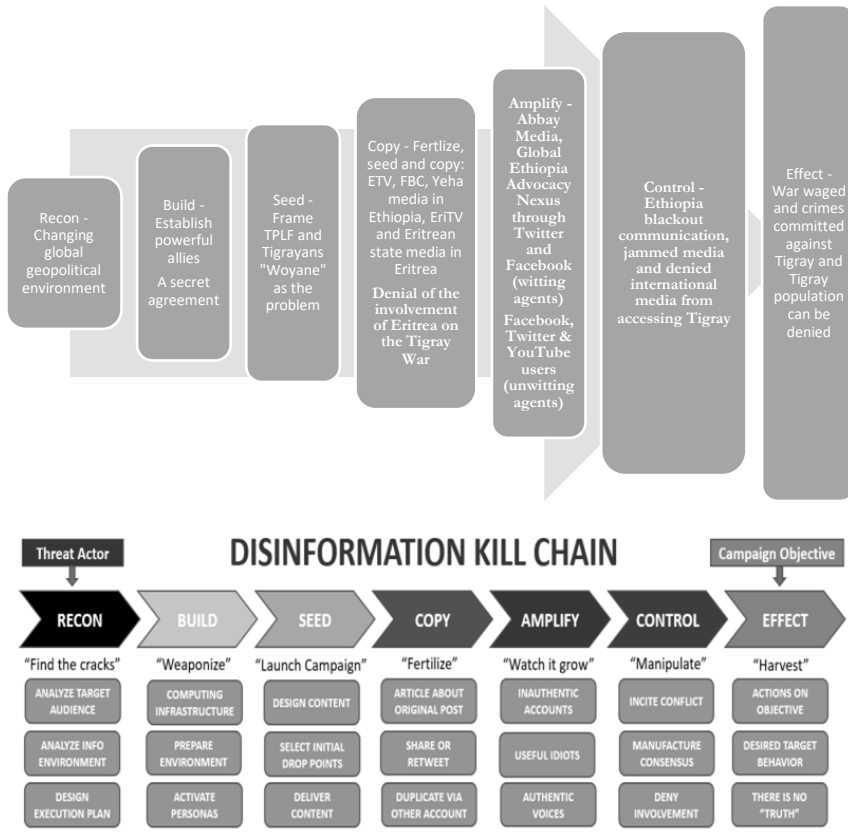 Recon -
Changing
global
geopolitical
environment
Build -
Establish
powerful
allies
A secret
agreement
Seed -
Frame
TPLF and
Tigrayans
"Woyane" as
the
problem
Copy - Fertlize,
seed and copy:
ETV, FBC, Yeha
media in
Ethiopia, EriTV
and Eritrean
state media in
Eritrea
Denial of the
involvement
of Eritrea on
the Tigray
War
Amplify -
Abbay
Media,
Global
Ethiopia
Advocacy
Nexus
through
Twitter
and
Facebook
(witting
agents)
Facebook,
Twitter &
YouTube
users
(unwitting
agents)
Control -
Ethiopia
blackout
communication,
jammed media
and denied
international
media from
accessing Tigray
Effect -
War waged
and crimes
committed
against
Tigray and
Tigray
population
can be
denied
Threat Actor
DISINFORMATION KILL CHAIN
Campaign Objective
RECON
BUILD
SEED
COPY
AMPLIFY
CONTROL
EFFECT
"Find the cracks"
"Weaponize"
"Launch Campaign"
"Fertilize"
"Watch it grow"
"Manipulate"
"Harvest"
ANALYZE TARGET
AUDIENCE
COMPUTING
INFRASTRUCTURE
DESIGN CONTENT
ARTICLE ABOUT
ORIGINAL POST
INAUTHENTIC
ACCOUNTS
INCITE CONFLICT
ACTIONS ON
OBJECTIVE
ANALYZE INFO
ENVIRONMENT
PREPARE
ENVIRONMENT
SELECT INITIAL
DROP POINTS
SHARE OR
RETWEET
USEFUL IDIOTS
MANUFACTURE
CONSENSUS
DESIRED TARGET
BEHAVIOR
DESIGN
EXECUTION PLAN
ACTIVATE
PERSONAS
DELIVER
CONTENT
DUPLICATE VIA
OTHER ACCOUNT
AUTHENTIC
VOICES
DENY
INVOLVEMENT
THERE IS NO
"TRUTH"